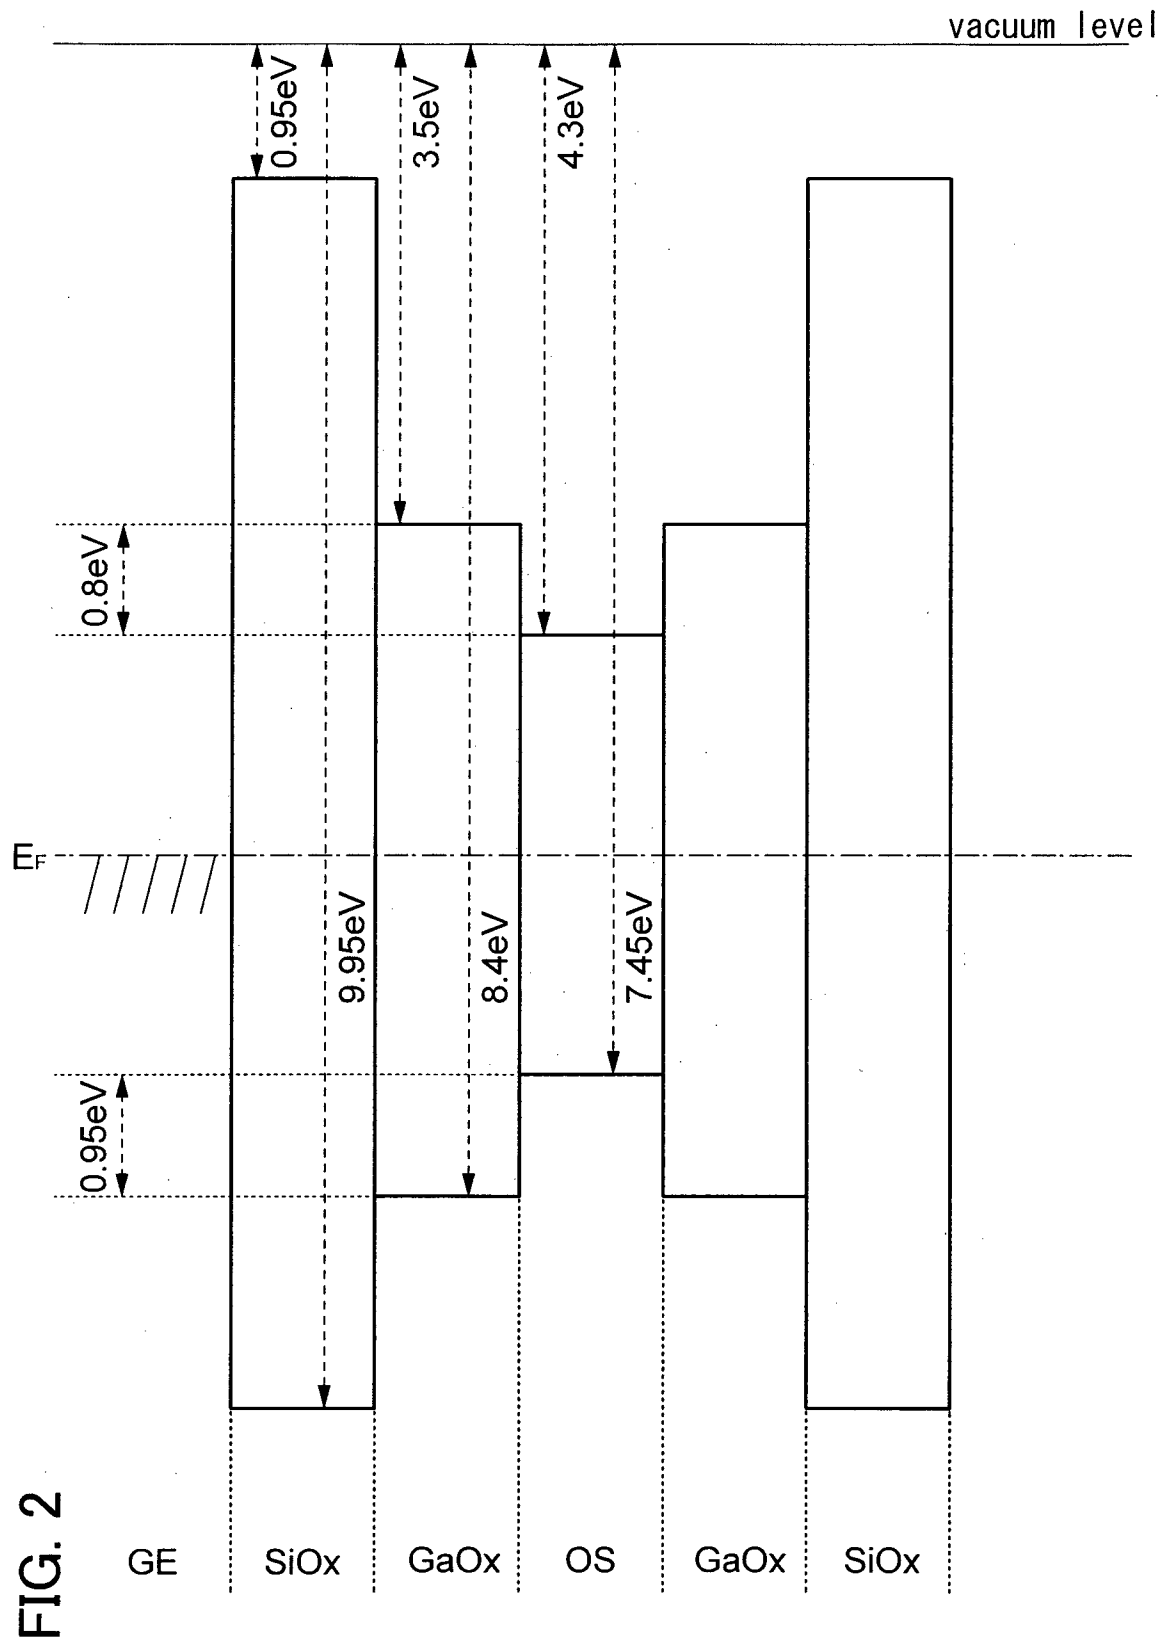 vacuum level
0.95eV
3.5eV
4.3eV
0.8eV
EF
9.95eV
8.4eV
7.45eV
0.95eV
GE
SiOx
GaOx
OS
GaOx
SiOx
FIG. 2